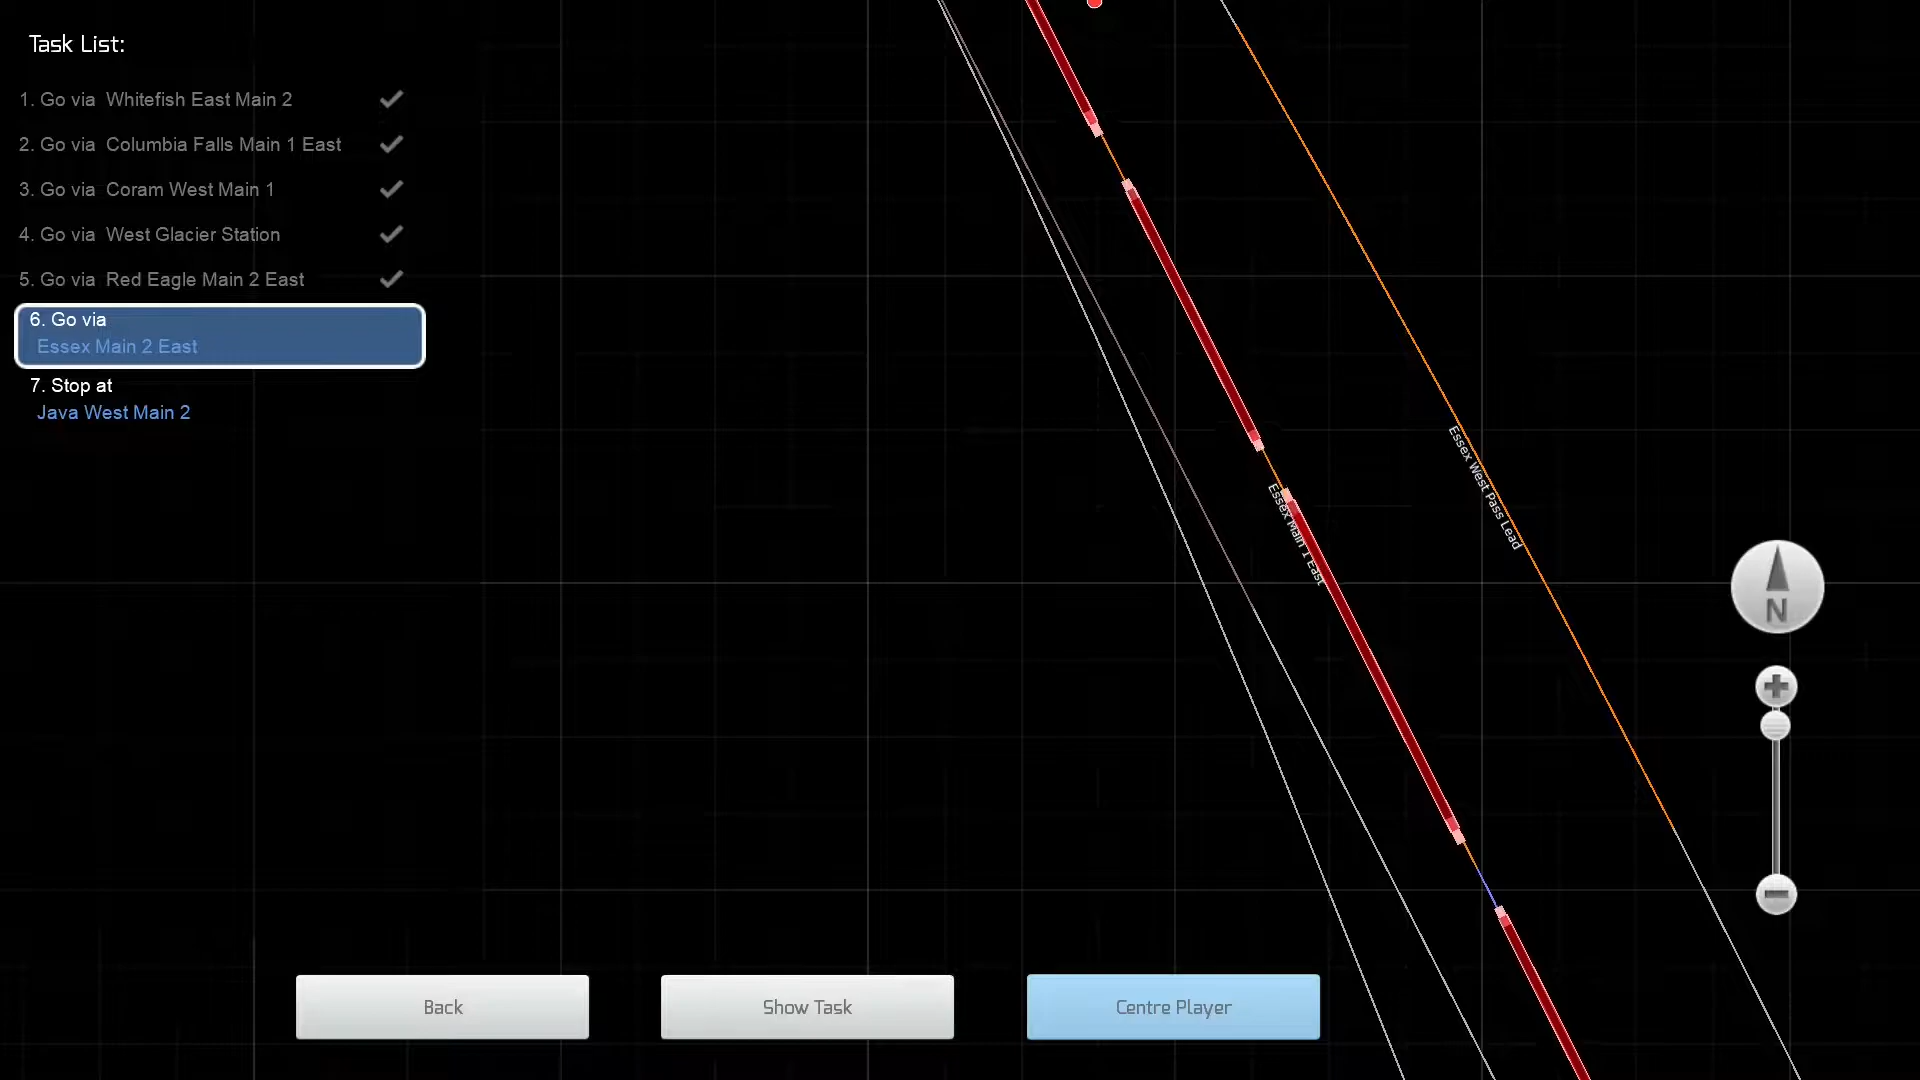 Task List:
1. Go via Whitefish East Main 2
2. Go via Columbia Falls Main 1 East
3. Go via Coram West Main 1
4. Go via West Glacier Station
5. Go via Red Eagle Main 2 East
6. Go via
Essex Main 2 East
7. Stop at
Java West Main 2
Essex West Pass Lead
Essex Main 1 East
N
Back
Show Task
Centre Player